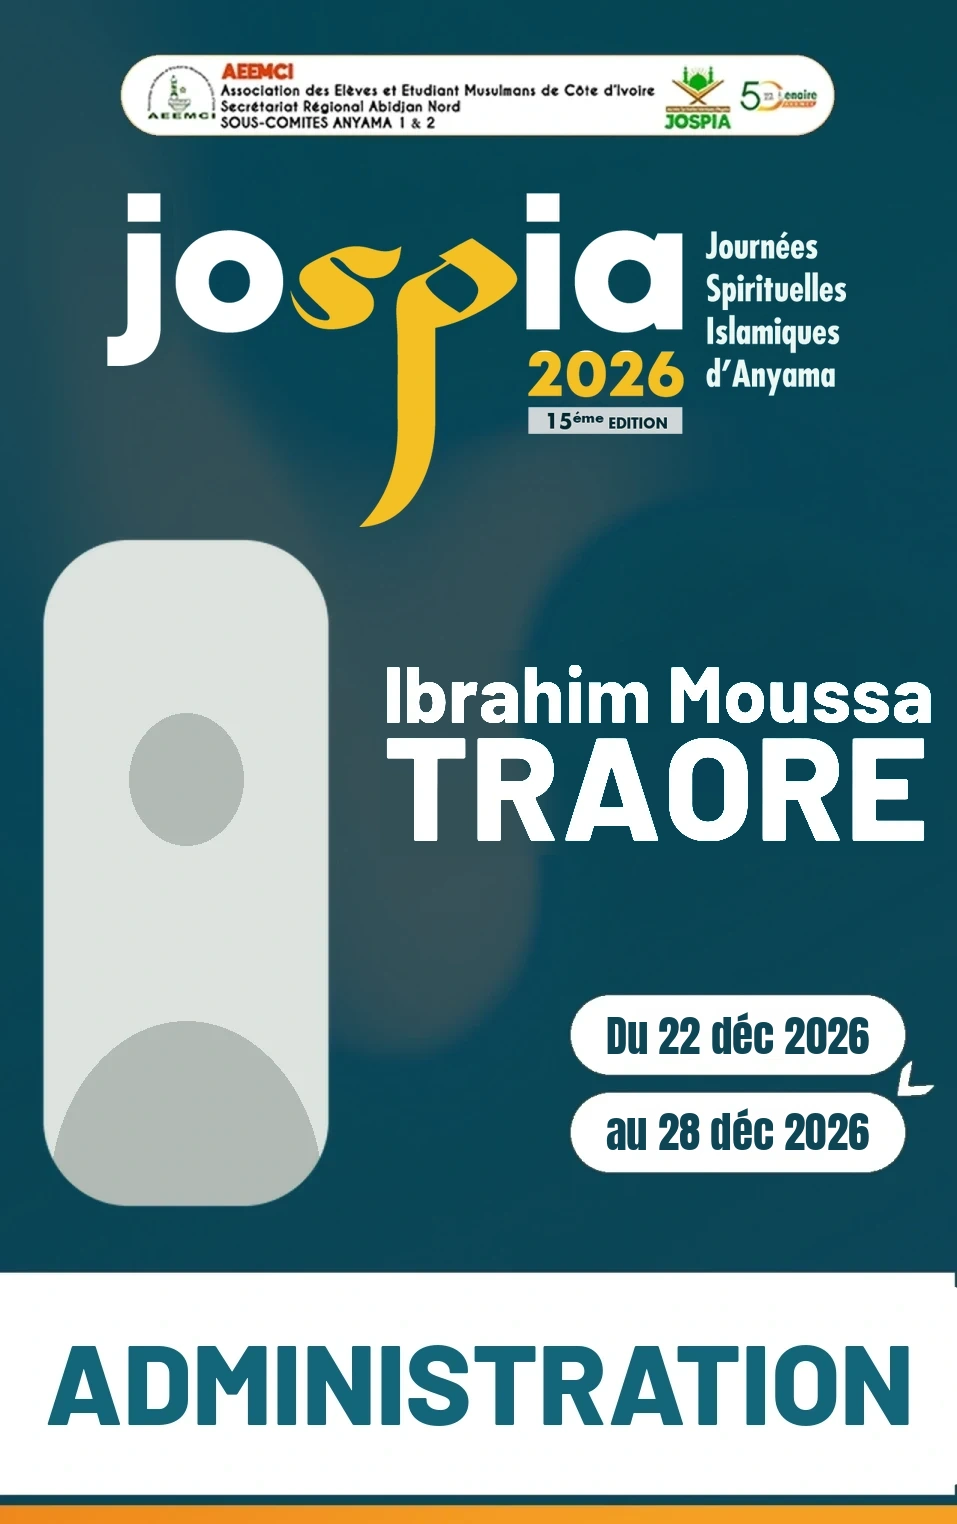 AEEMCI
Association des Elèves et Etudiant Musulmans de Côte d'Ivoire
Secrétariat Régional Abidjan Nord
SOUS-COMITES ANYAMA 1 & 2
AEEMCI
JOSPIA
jospia
2026
15éme EDITION
Journées
Spirituelles
Islamiques
d'Anyama
Ibrahim Moussa
TRAORE
Du 22 déc 2026
au 28 déc 2026
ADMINISTRATION